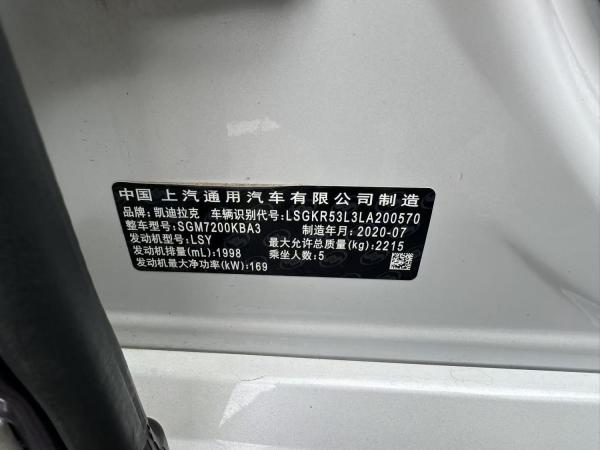 中国 上汽通用汽车有限公司制造
品牌:凯迪拉克 车辆识别代号:LSGKR53L3LA200570
整车型号:SGM7200KBA3 制造年月:2020-07
发动机型号:LSY 最大允许总质量(kg):2215
发动机排量(mL):1998 乘坐人数:5
发动机最大净功率(kW):169